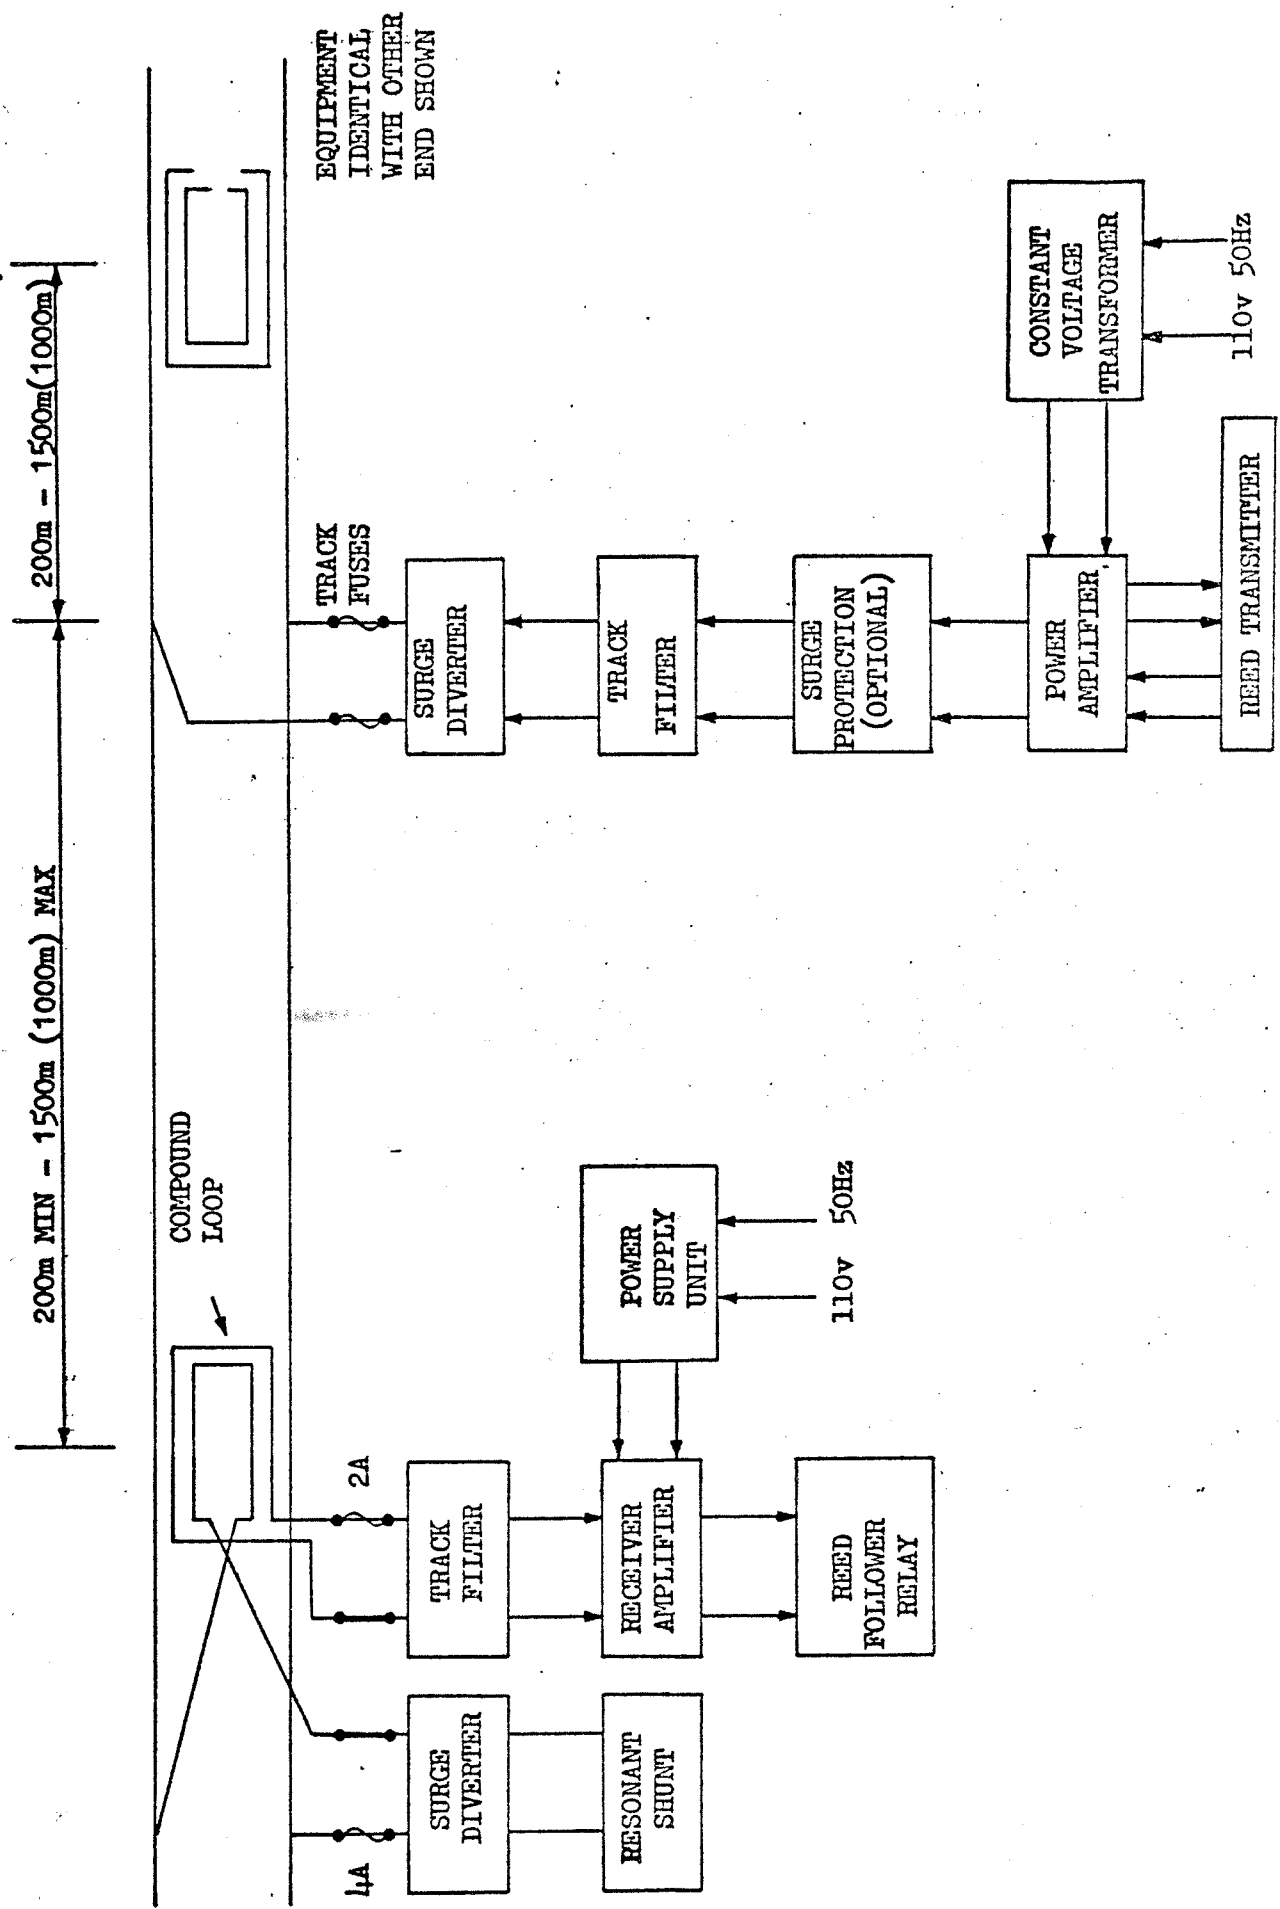 200m MIN - 1500m (1000m) MAX
200m - 1500m(1000m)
COMPOUND
LOOP
EQUIPMENT
IDENTICAL
WITH OTHER
END SHOWN
4A
2A
TRACK
FUSES
SURGE
DIVERTER
TRACK
FILTER
SURGE
DIVERTER
RESONANT
SHUNT
RECEIVER
AMPLIFIER
POWER
SUPPLY
UNIT
TRACK
FILTER
REED
FOLLOWER
RELAY
110v 50Hz
SURGE
PROTECTION
(OPTIONAL)
POWER
AMPLIFIER
CONSTANT
VOLTAGE
TRANSFORMER
REED TRANSMITTER
110v 50Hz